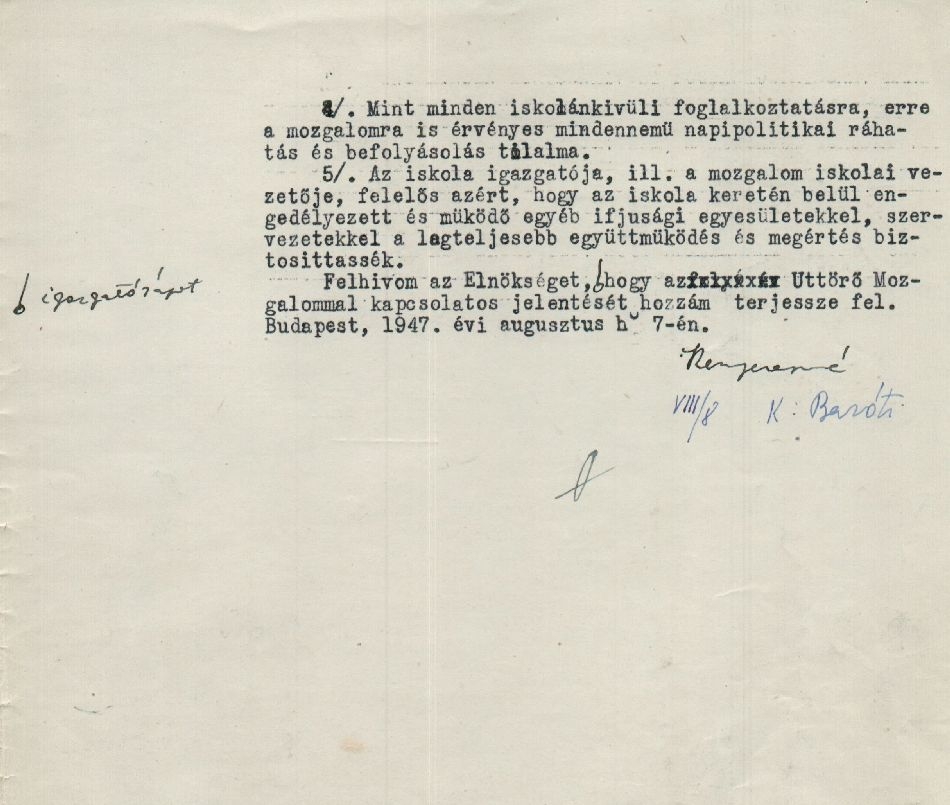 4/. Mint minden iskolánkivüli foglalkoztatásra, erre
a mozgalomra is érvényes mindennemü napipolitikai ráha-
tás és befolyásolás tilalma.
5/. Az iskola igazgatója, ill. a mozgalom iskolai ve-
zetője, felelős azért, hogy az iskola keretén belül en-
gedélyezett és müködő egyéb ifjusági egyesületekkel, szer-
vezetekkel a legteljesebb együttmüködés és megértés biz-
tosittassék.
igazgatóságot
Felhivom az Elnökséget, hogy az Uttörő Moz-
galommal kapcsolatos jelentését hozzám terjessze fel.
Budapest, 1947. évi augusztus hó 7-én.
VIII/8 K: Baróti